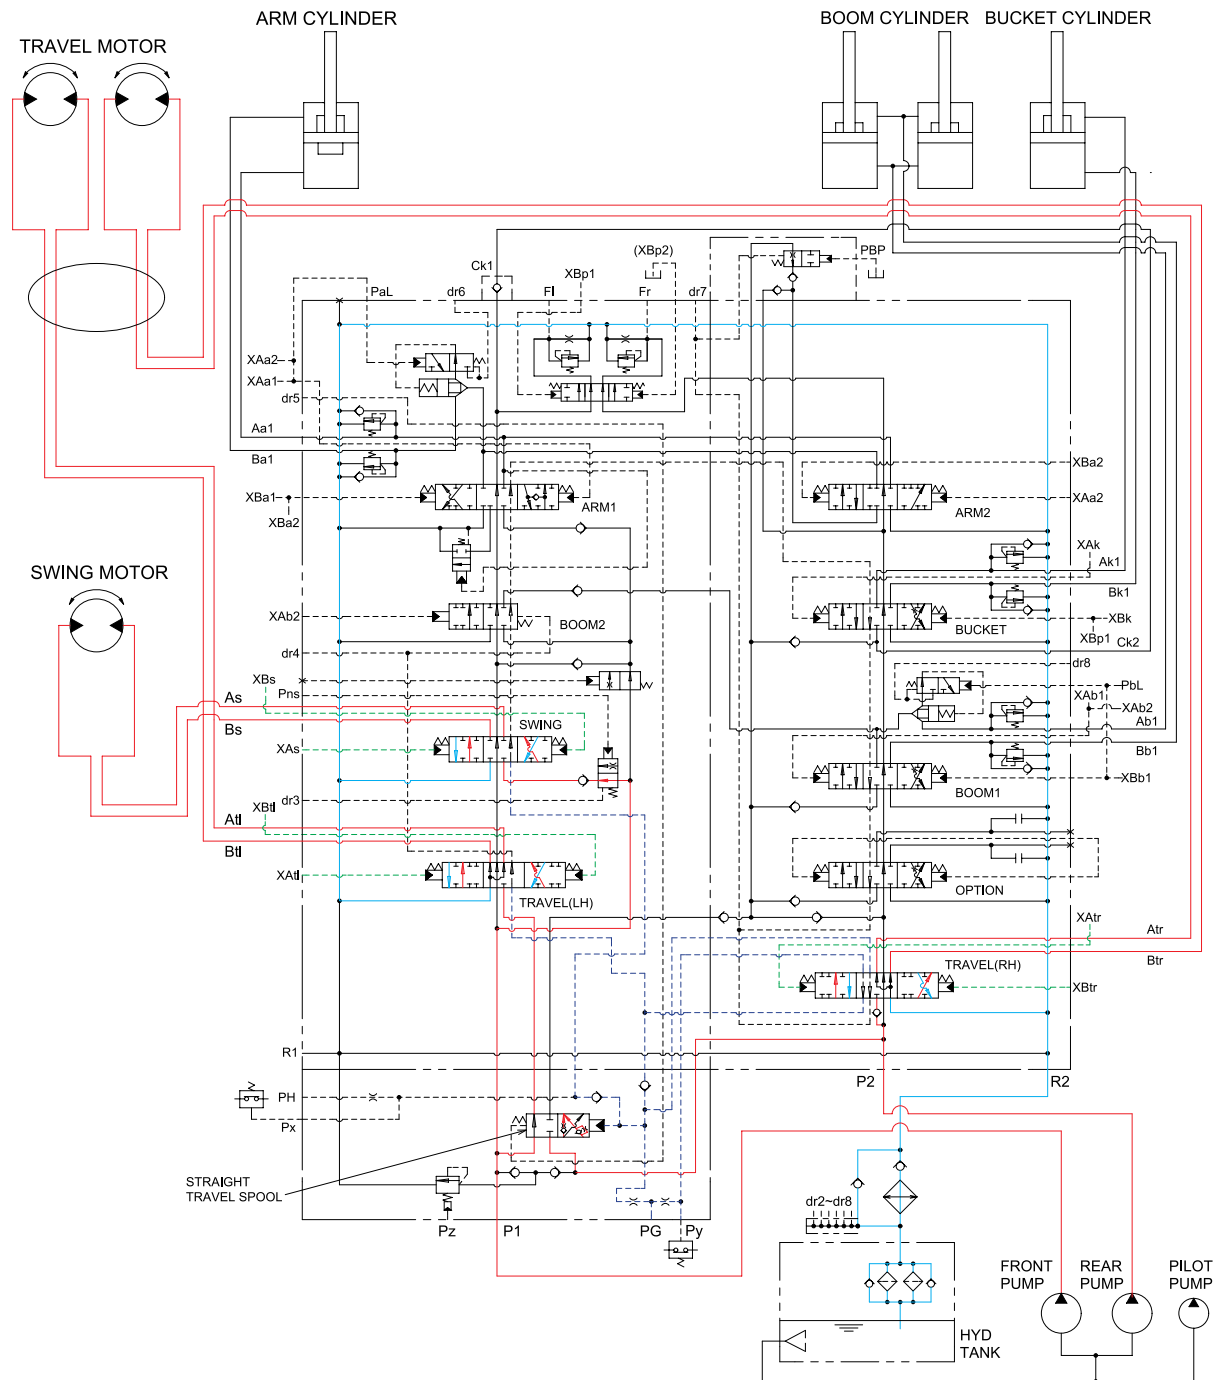 ARM CYLINDER
BOOM CYLINDER
BUCKET CYLINDER
TRAVEL MOTOR
(XBp2)
PBP
Ck1
XBp1
PaL
dr6
Fl
Fr
dr7
XAa2
XAa1
dr5
Aa1
Ba1
XBa2
XBa1
XBa2
ARM1
ARM2
XAa2
XAk
Ak1
SWING MOTOR
Bk1
XAb2
BOOM2
BUCKET
XBk
XBp1
Ck2
dr4
dr8
XBs
Pns
PbL
XAb1
XAb2
As
Bs
SWING
Ab1
XAs
Bb1
XBb1
dr3
BOOM1
XBtl
Atl
Btl
XAtl
OPTION
TRAVEL(LH)
XAtr
Atr
Btr
TRAVEL(RH)
XBtr
R1
P2
R2
PH
Px
STRAIGHT
TRAVEL SPOOL
dr2~dr8
Pz
P1
PG
Py
FRONT
PUMP
REAR
PUMP
PILOT
PUMP
HYD
TANK